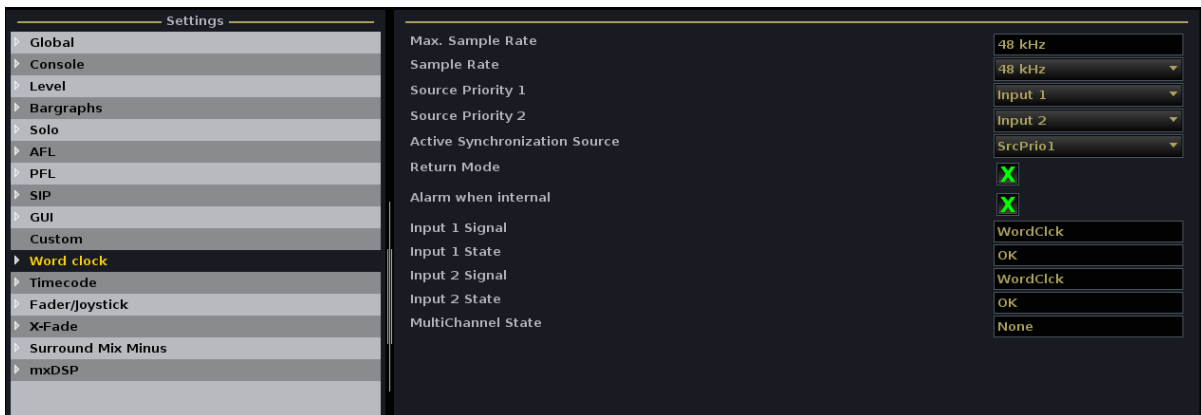 Settings
Global
Console
Level
Bargraphs
Solo
AFL
PFL
SIP
GUI
Custom
Word clock
Timecode
Fader/Joystick
X-Fade
Surround Mix Minus
mxDSP
Max. Sample Rate 48 kHz
Sample Rate 48 kHz
Source Priority 1 Input 1
Source Priority 2 Input 2
Active Synchronization Source SrcPrio1
Return Mode X
Alarm when internal X
Input 1 Signal WordClck
Input 1 State OK
Input 2 Signal WordClck
Input 2 State OK
MultiChannel State None